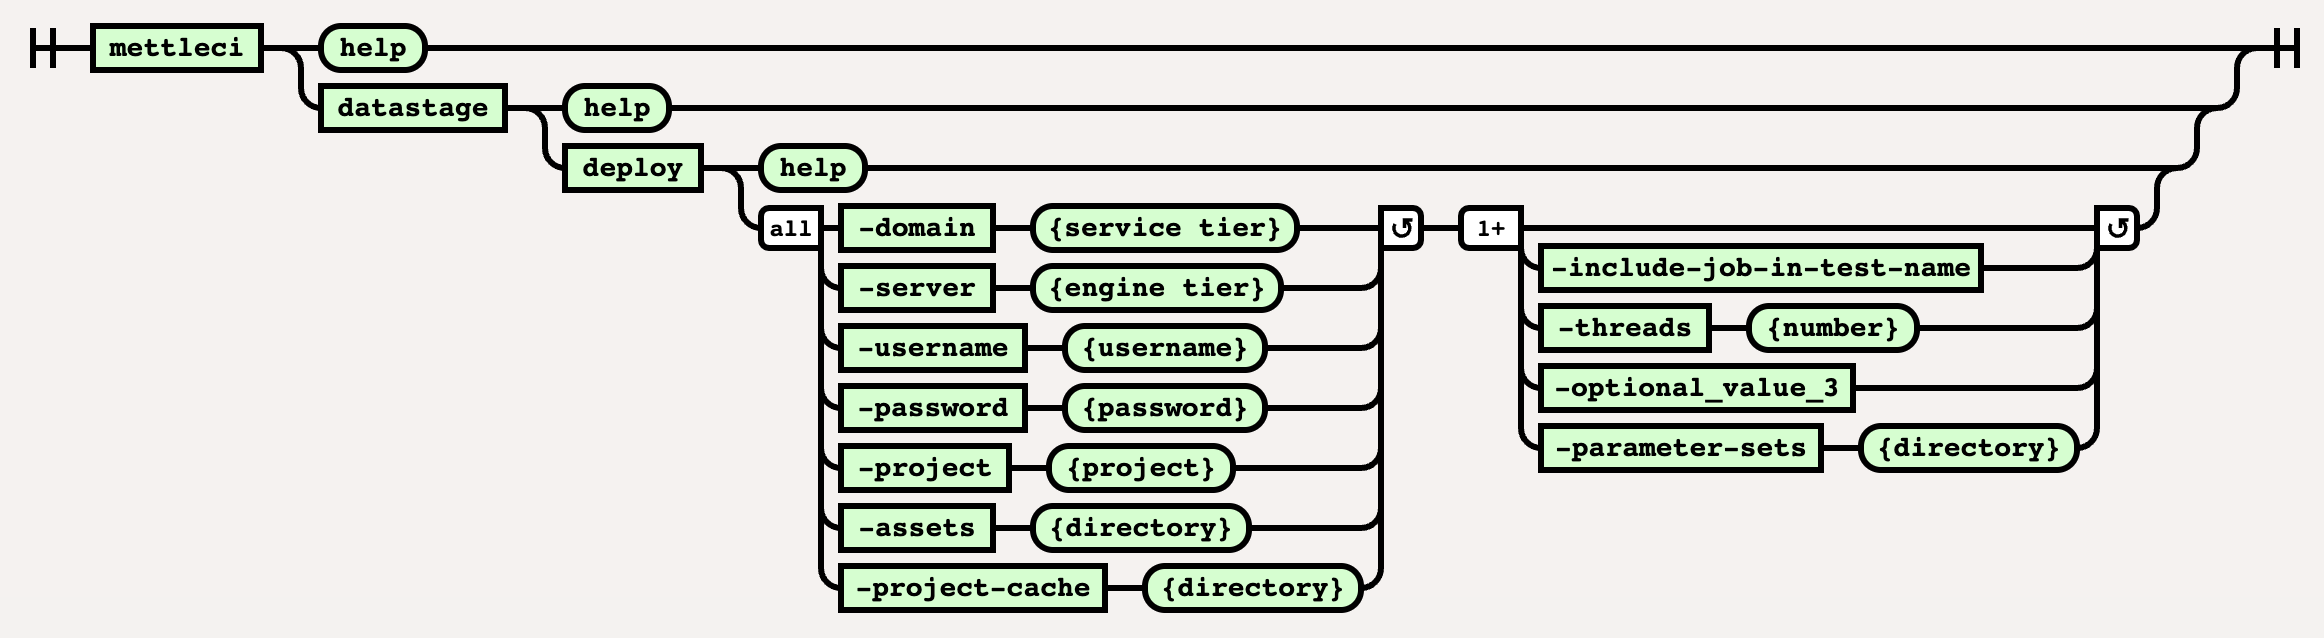 mettleci help
datastage help
deploy help
all -domain {service tier} ↺ 1+ ↺
-include-job-in-test-name
-server {engine tier}
-threads {number}
-username {username}
-optional_value_3
-password {password}
-parameter-sets {directory}
-project {project}
-assets {directory}
-project-cache {directory}